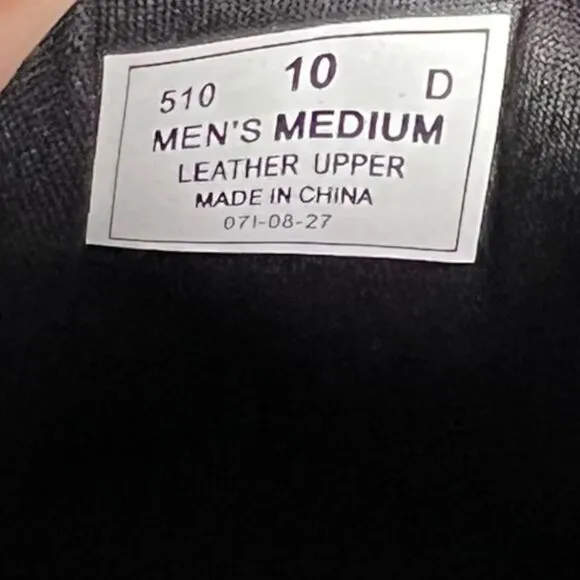 510 10 D
MEN'S MEDIUM
LEATHER UPPER
MADE IN CHINA
071-08-27